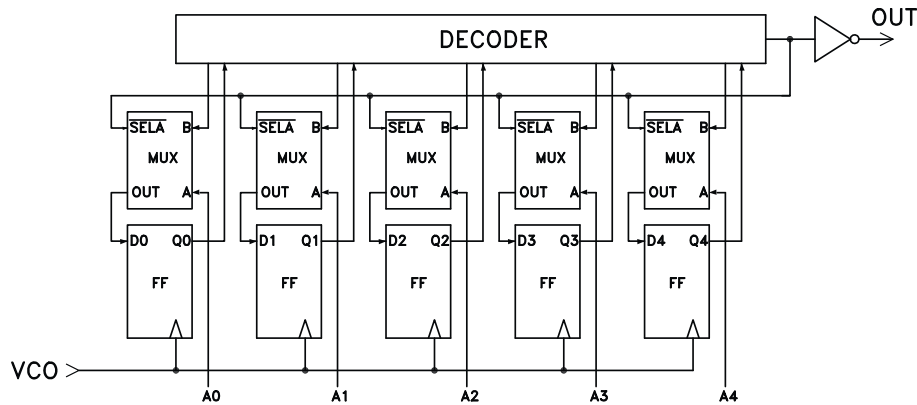 OUT
DECODER
SELA B SELA B SELA B SELA B SELA B
MUX MUX MUX MUX MUX
OUT A OUT A OUT A OUT A OUT A
D0 Q0 D1 Q1 D2 Q2 D3 Q3 D4 Q4
FF FF FF FF FF
VCO
A0 A1 A2 A3 A4